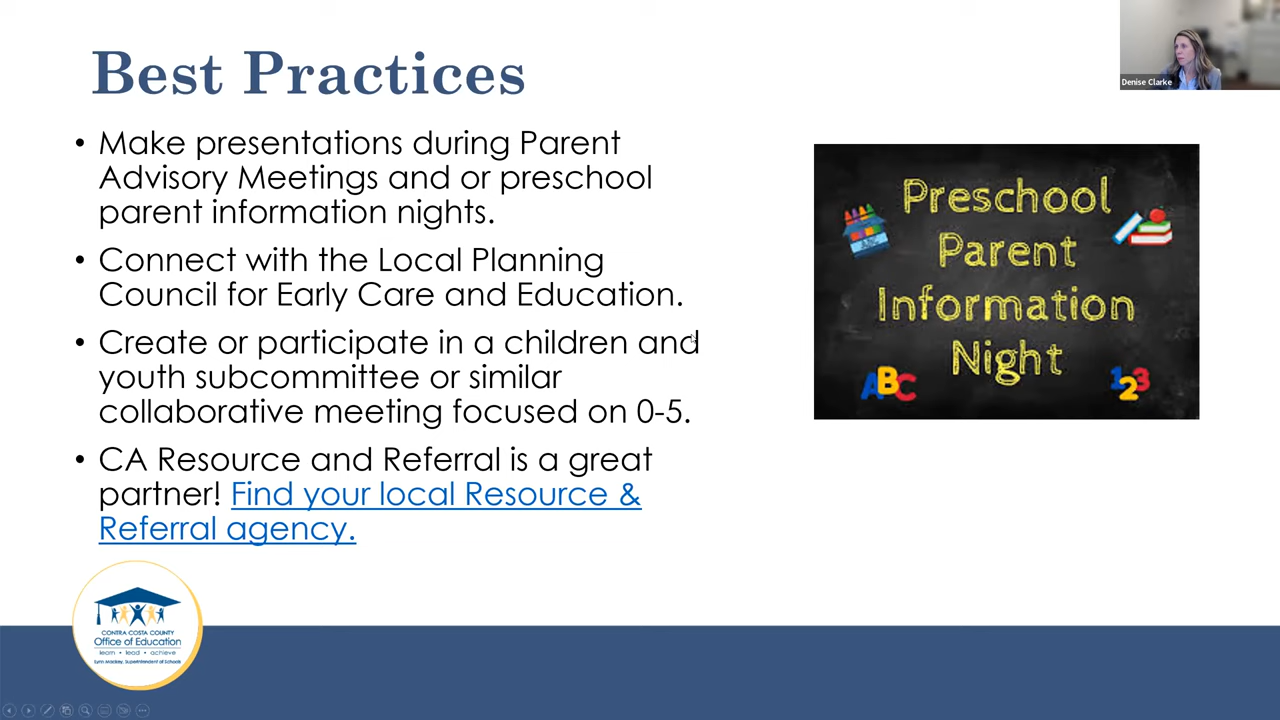 Best Practices
Denise Clarke
• Make presentations during Parent
Advisory Meetings and or preschool
parent information nights.
• Connect with the Local Planning
Council for Early Care and Education.
• Create or participate in a children and
youth subcommittee or similar
collaborative meeting focused on 0-5.
• CA Resource and Referral is a great
partner! Find your local Resource &
Referral agency.
Preschool
Parent
Information
Night
ABC
123
CONTRA COSTA COUNTY
Office of Education
learn • lead • achieve
Lynn Mackey, Superintendent of Schools